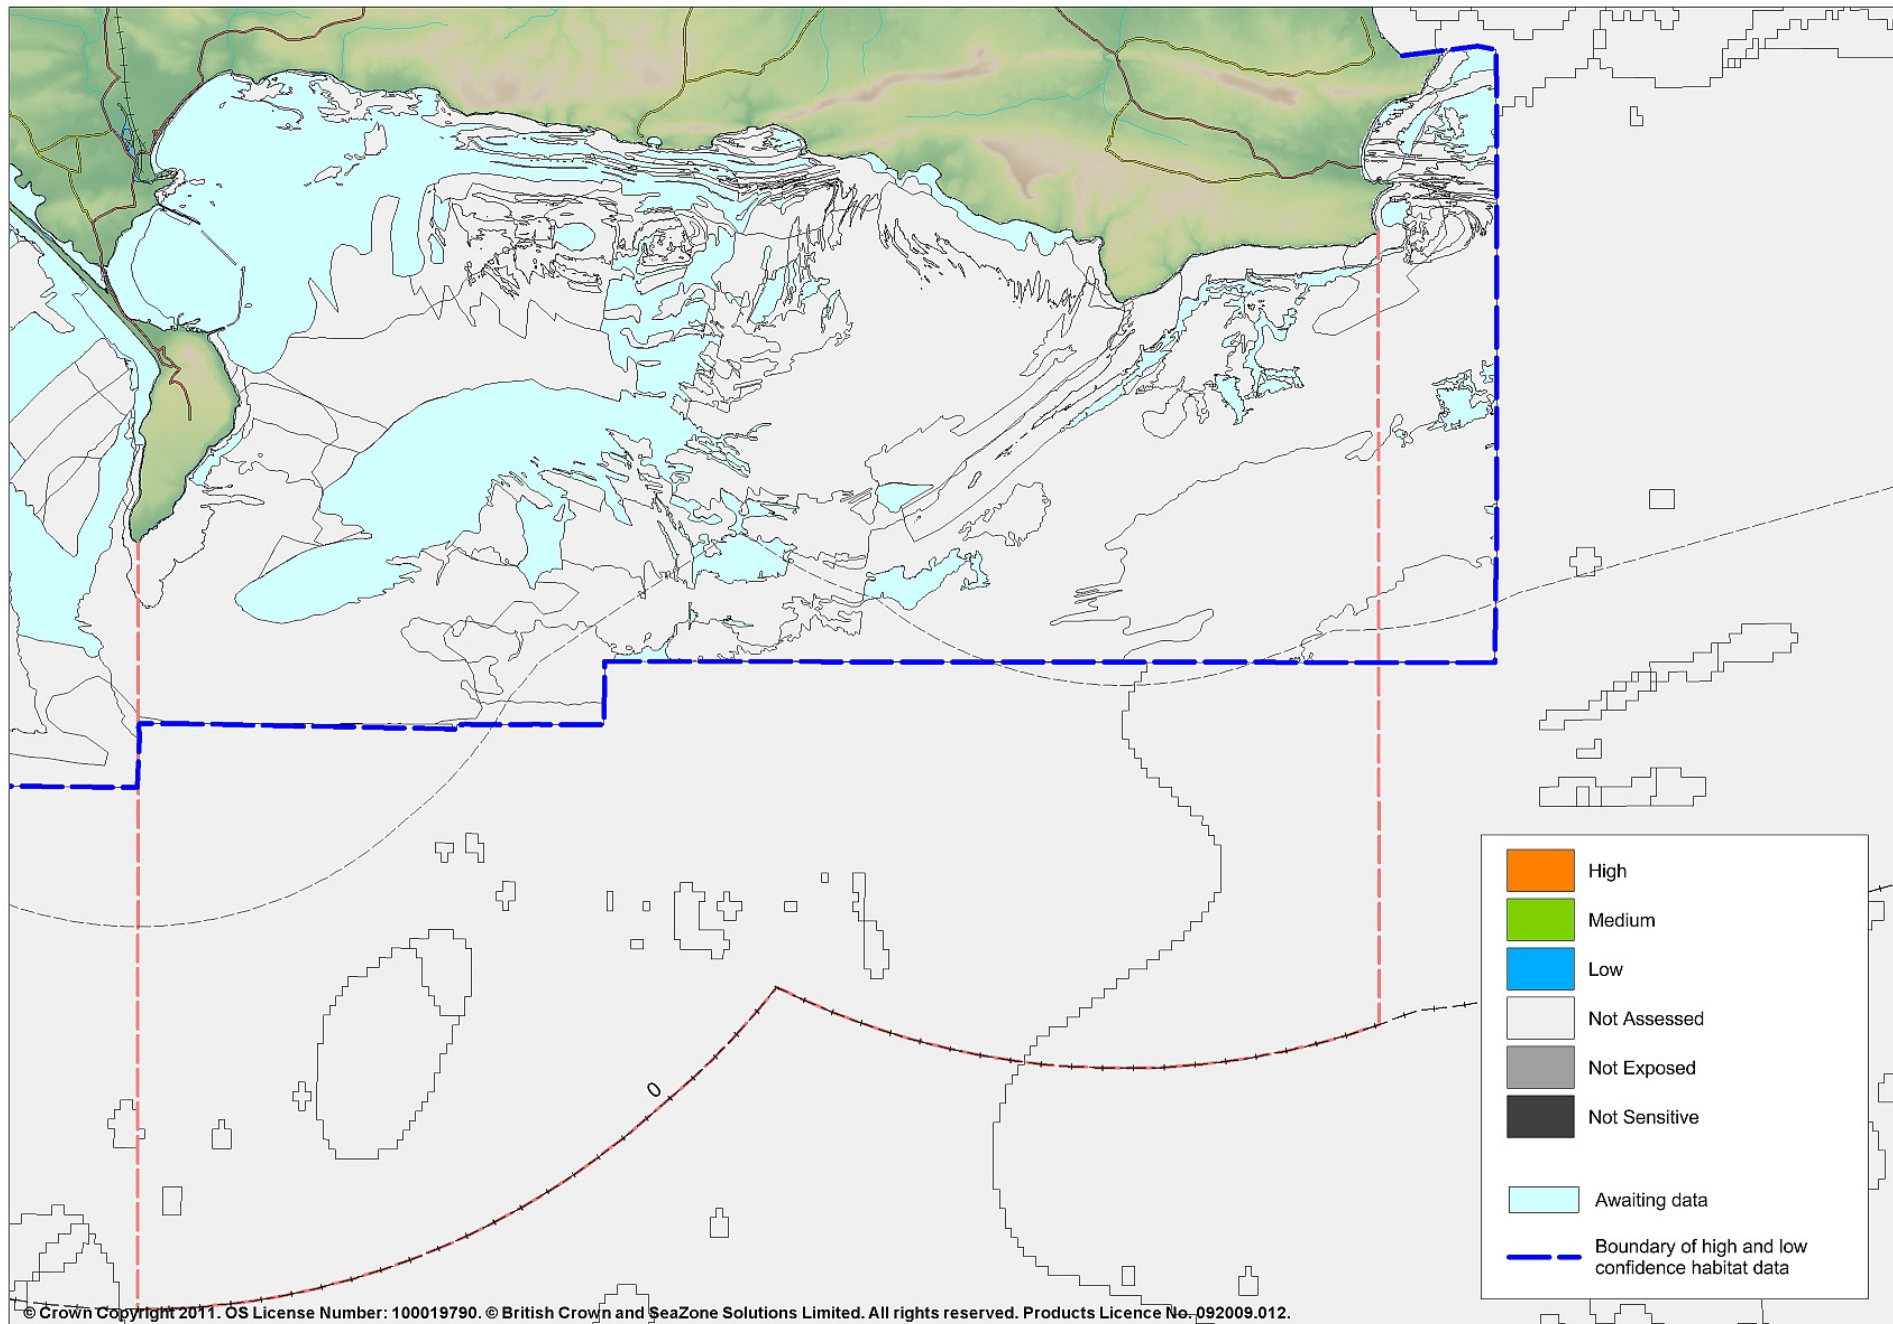 0
High
Medium
Low
Not Assessed
Not Exposed
Not Sensitive
Awaiting data
Boundary of high and low
confidence habitat data
© Crown Copyright 2011. OS License Number: 100019790. © British Crown and SeaZone Solutions Limited. All rights reserved. Products Licence No. 092009.012.